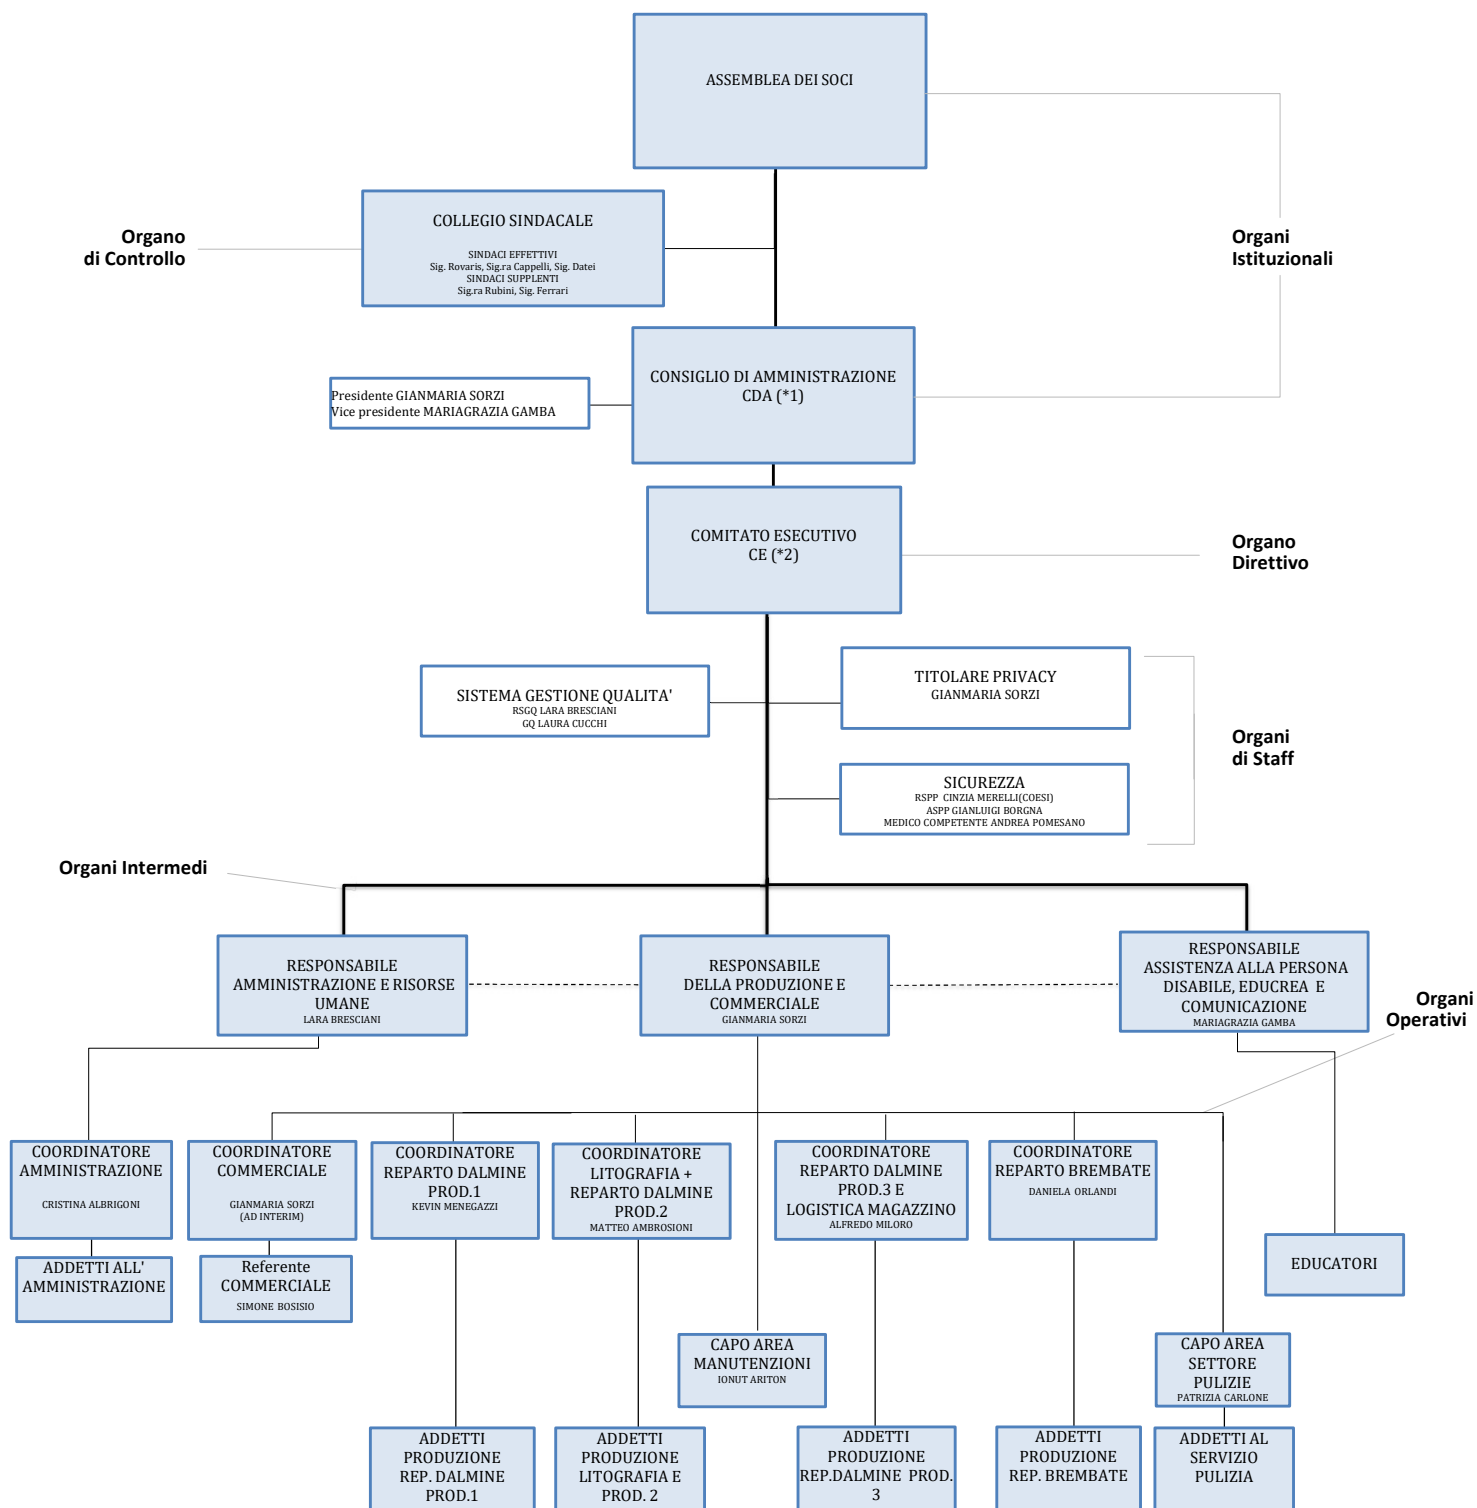 ASSEMBLEA DEI SOCI
COLLEGIO SINDACALE
SINDACI EFFETTIVI
Sig. Rovaris, Sig.ra Cappelli, Sig. Datei
SINDACI SUPPLENTI
Sig.ra Rubini, Sig. Ferrari
Organo
di Controllo
Organi
Istituzionali
CONSIGLIO DI AMMINISTRAZIONE
CDA (*1)
Presidente GIANMARIA SORZI
Vice presidente MARIAGRAZIA GAMBA
COMITATO ESECUTIVO
CE (*2)
Organo
Direttivo
SISTEMA GESTIONE QUALITA'
RSGQ LARA BRESCIANI
GQ LAURA CUCCHI
TITOLARE PRIVACY
GIANMARIA SORZI
Organi
di Staff
SICUREZZA
RSPP CINZIA MERELLI(COESI)
ASPP GIANLUIGI BORGNA
MEDICO COMPETENTE ANDREA POMESANO
Organi Intermedi
RESPONSABILE
AMMINISTRAZIONE E RISORSE
UMANE
LARA BRESCIANI
RESPONSABILE
DELLA PRODUZIONE E
COMMERCIALE
GIANMARIA SORZI
RESPONSABILE
ASSISTENZA ALLA PERSONA
DISABILE, EDUCREA E
COMUNICAZIONE
MARIAGRAZIA GAMBA
Organi
Operativi
COORDINATORE
AMMINISTRAZIONE
CRISTINA ALBRIGONI
COORDINATORE
COMMERCIALE
GIANMARIA SORZI
(AD INTERIM)
COORDINATORE
REPARTO DALMINE
PROD.1
KEVIN MENEGAZZI
COORDINATORE
LITOGRAFIA +
REPARTO DALMINE
PROD.2
MATTEO AMBROSIONI
COORDINATORE
REPARTO DALMINE
PROD.3 E
LOGISTICA MAGAZZINO
ALFREDO MILORO
COORDINATORE
REPARTO BREMBATE
DANIELA ORLANDI
ADDETTI ALL'
AMMINISTRAZIONE
Referente
COMMERCIALE
SIMONE BOSISIO
EDUCATORI
CAPO AREA
MANUTENZIONI
IONUT ARITON
CAPO AREA
SETTORE
PULIZIE
PATRIZIA CARLONE
ADDETTI
PRODUZIONE
REP. DALMINE
PROD.1
ADDETTI
PRODUZIONE
LITOGRAFIA E
PROD. 2
ADDETTI
PRODUZIONE
REP.DALMINE PROD.
3
ADDETTI
PRODUZIONE
REP. BREMBATE
ADDETTI AL
SERVIZIO
PULIZIA